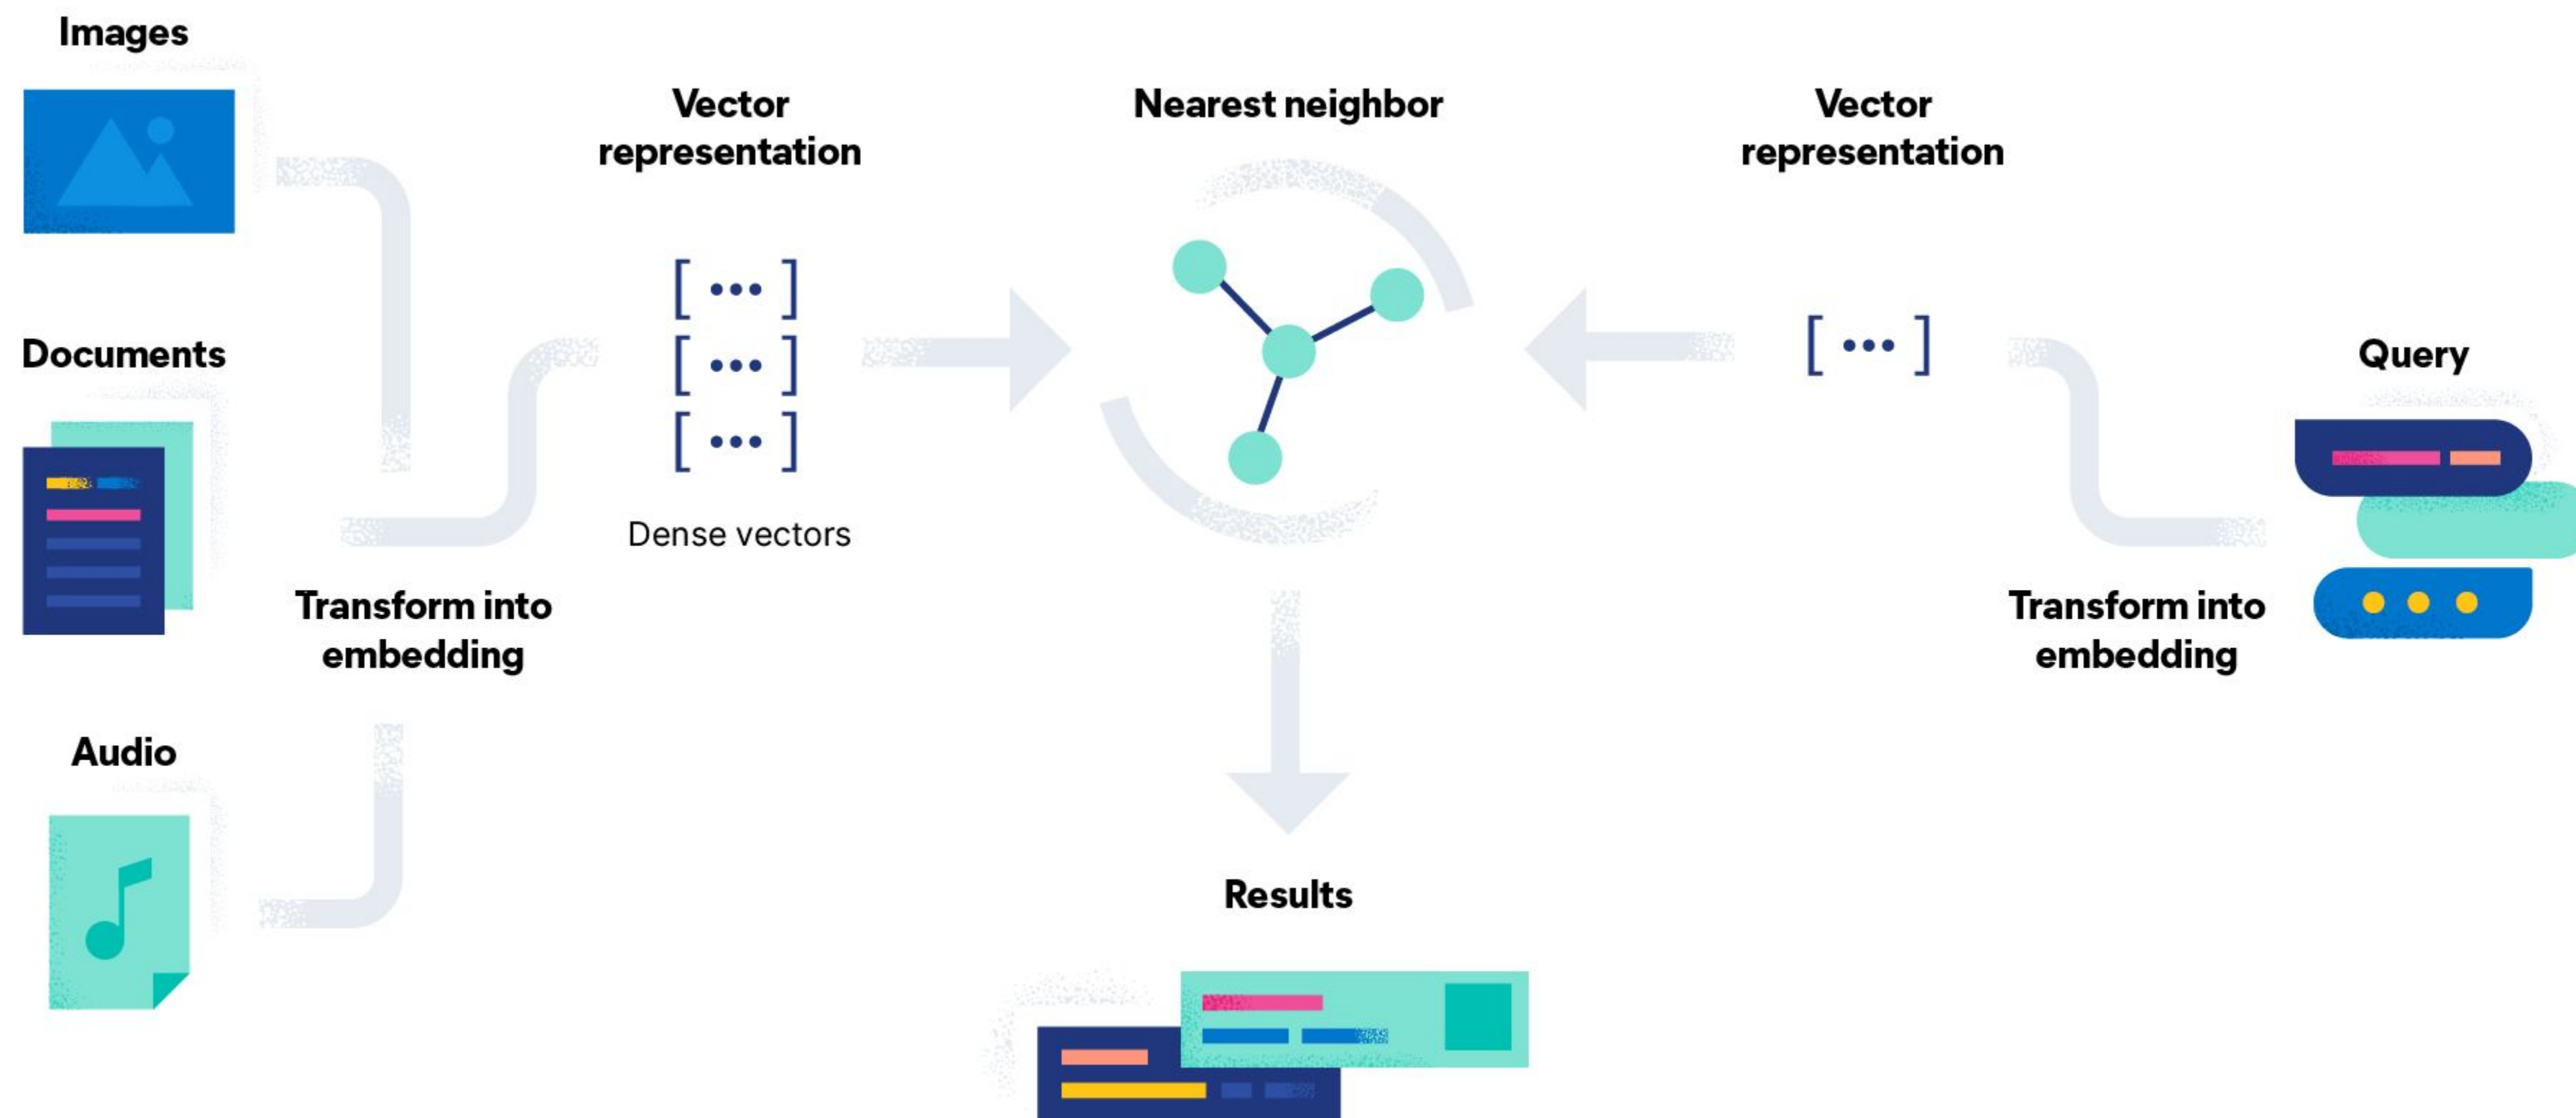 Images
Vector
representation
Nearest neighbor
Vector
representation
Documents
Query
Dense vectors
Transform into
embedding
Transform into
embedding
Audio
Results